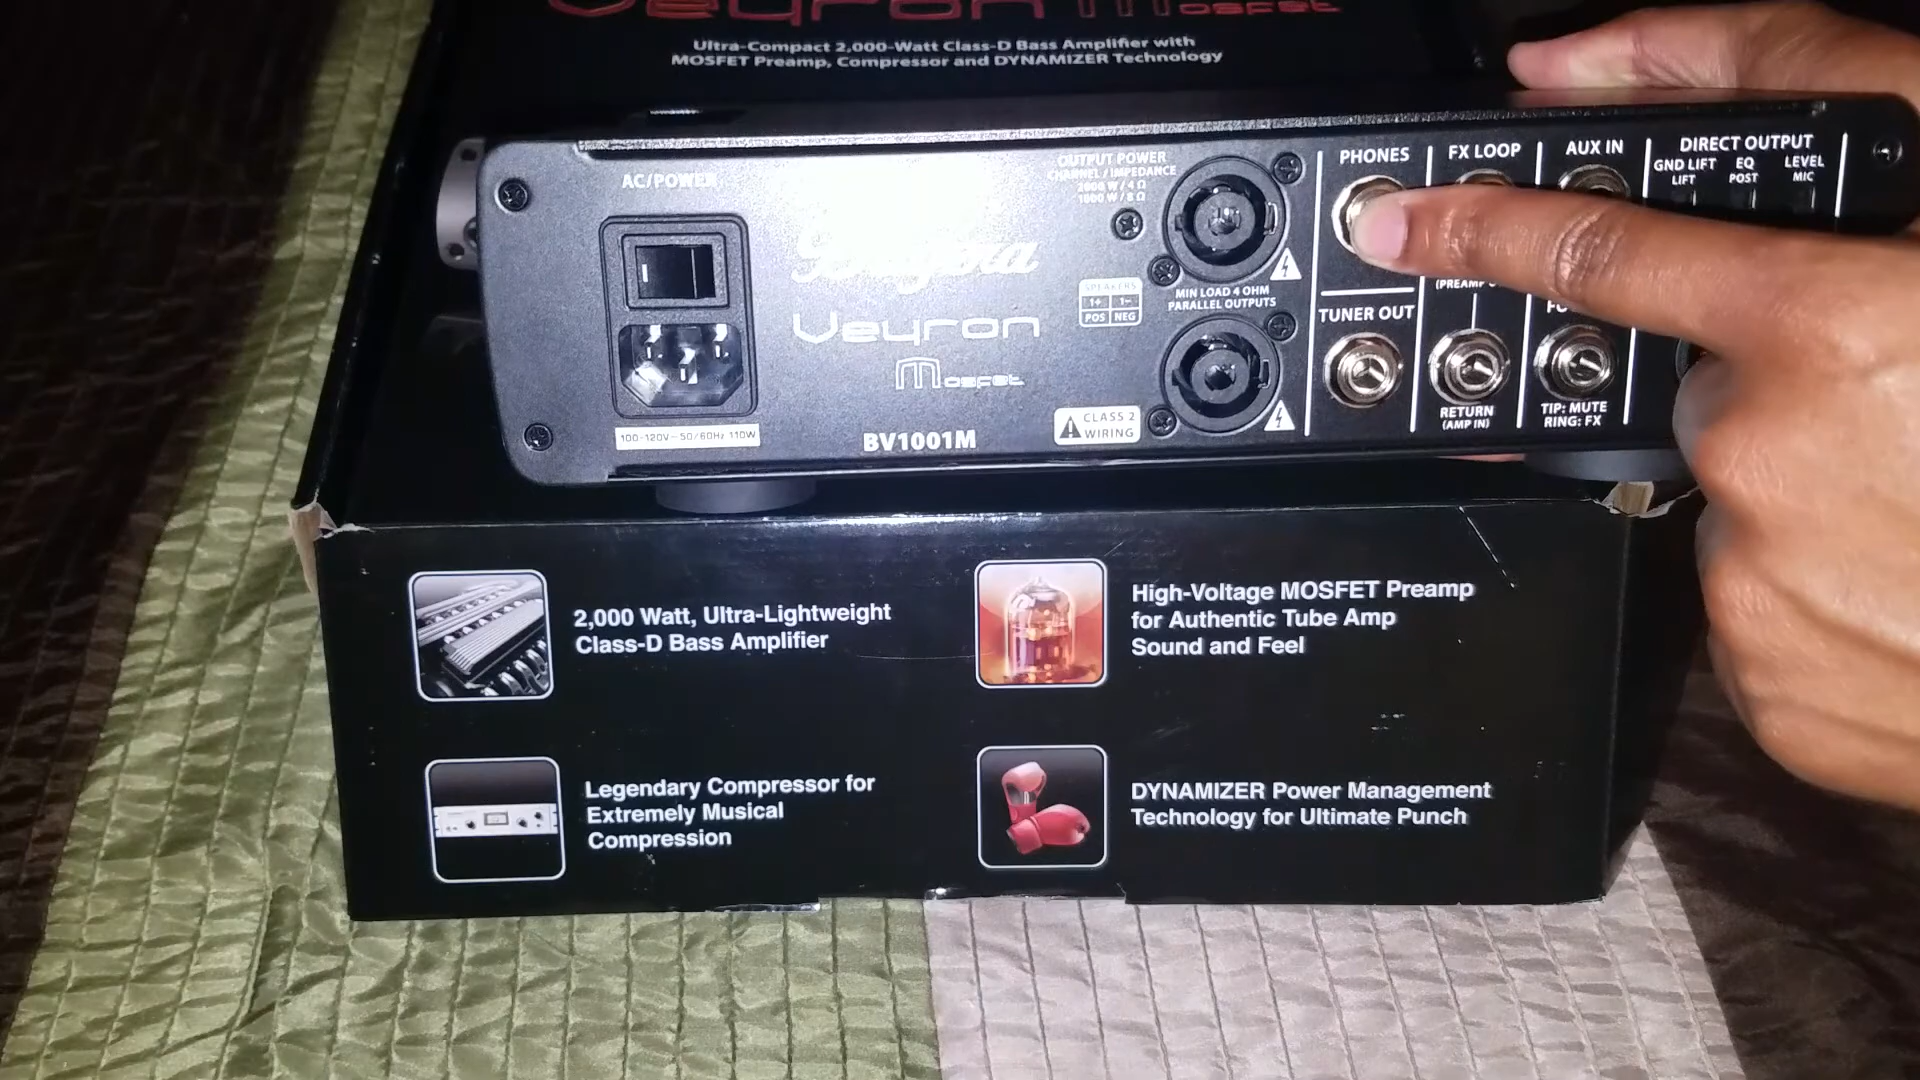 Veyron Mosfet
Ultra-Compact 2,000-Watt Class-D Bass Amplifier with
MOSFET Preamp, Compressor and DYNAMIZER Technology
AC/POWER
100-120V~50/60Hz 110W
Bugera
Veyron
Mosfet
BV1001M
OUTPUT POWER
CHANNEL / IMPEDANCE
2000 W / 4 Ω
1000 W / 8 Ω
SPEAKERS
1+ 1-
POS NEG
MIN LOAD 4 OHM
PARALLEL OUTPUTS
CLASS 2
WIRING
PHONES
TUNER OUT
FX LOOP
(PREAMP
RETURN
(AMP IN)
AUX IN
TIP: MUTE
RING: FX
DIRECT OUTPUT
GND LIFT EQ LEVEL
LIFT POST MIC
2,000 Watt, Ultra-Lightweight
Class-D Bass Amplifier
High-Voltage MOSFET Preamp
for Authentic Tube Amp
Sound and Feel
Legendary Compressor for
Extremely Musical
Compression
DYNAMIZER Power Management
Technology for Ultimate Punch